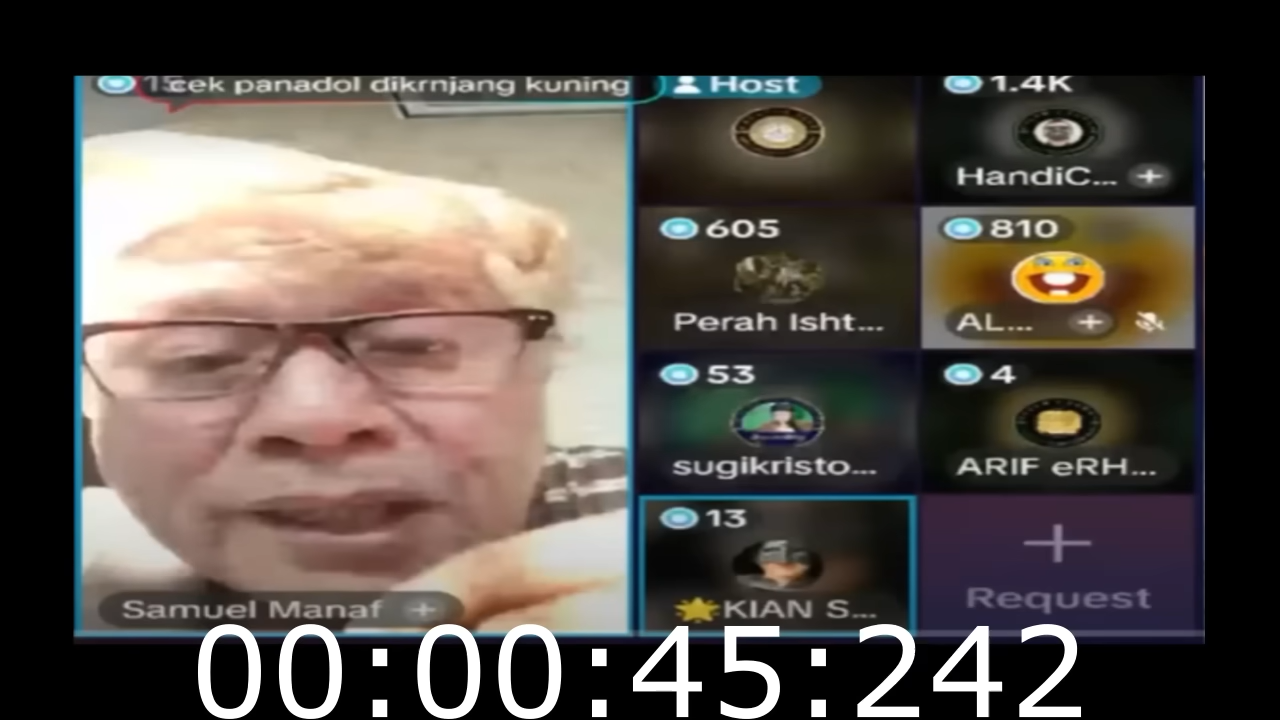 15
cek panadol dikrnjang kuning
Host
1.4K
HandiC...
605
810
Perah Isht...
AL...
53
4
sugikristo...
ARIF eRH...
13
Samuel Manaf
KIAN S...
Request
00:00:45:242